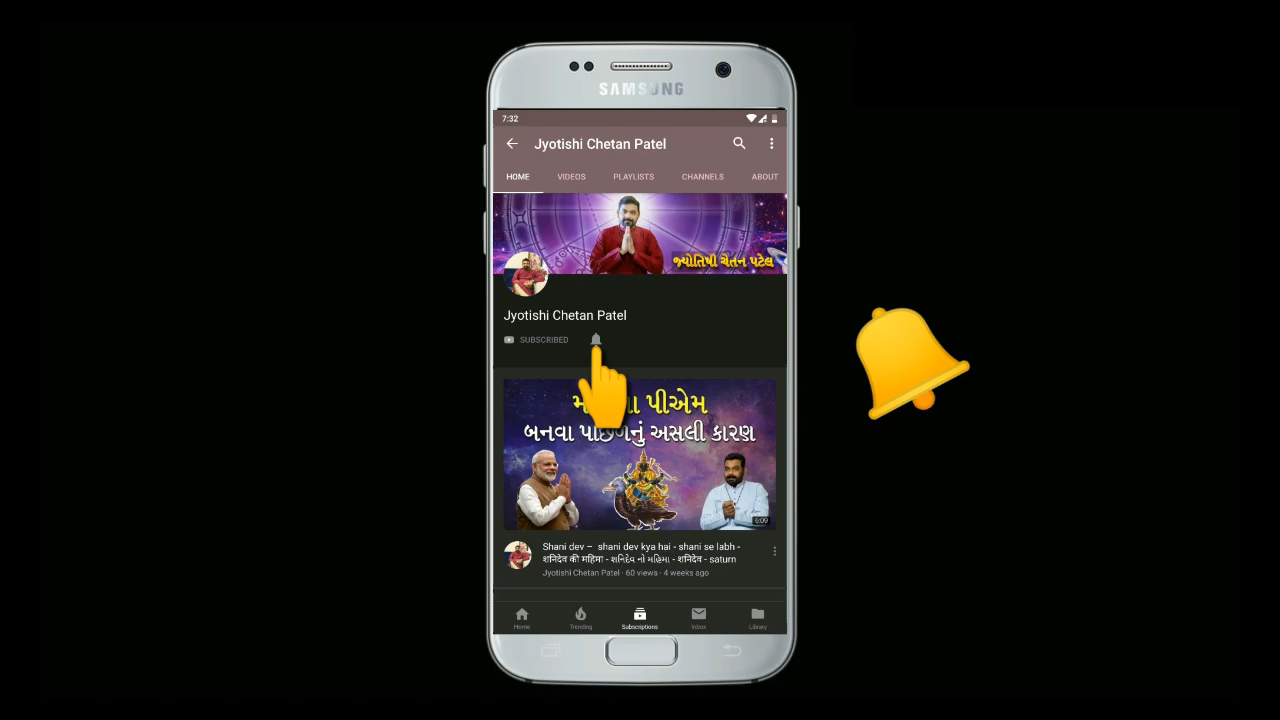 SAMSUNG
7:32
Jyotishi Chetan Patel
HOME VIDEOS PLAYLISTS CHANNELS ABOUT
જ્યોતિષી ચેતન પટેલ
Jyotishi Chetan Patel
SUBSCRIBED
પીએમ
બનવા પાછળનું અસલી કારણ
6:09
Shani dev – shani dev kya hai - shani se labh -
शनिदेव की महिमा - શનિદેવ નો મહિમા - शनिदेव - saturn
Jyotishi Chetan Patel · 60 views · 4 weeks ago
Home Trending Subscriptions Inbox Library